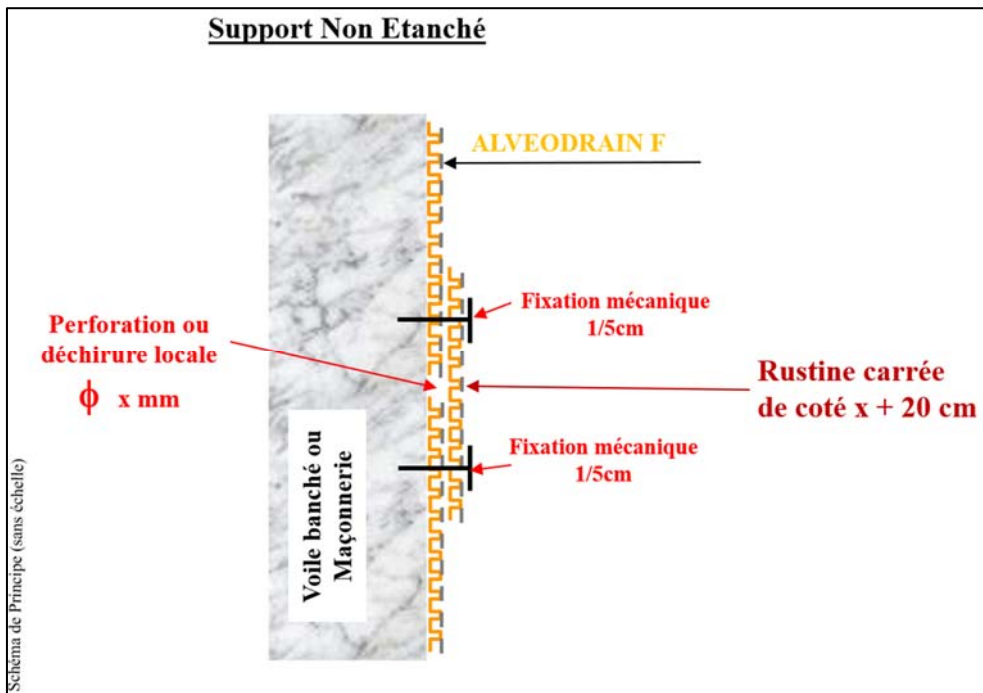 Support Non Etanché
ALVEODRAIN F
Fixation mécanique
1/5cm
Perforation ou
déchirure locale
ϕ x mm
Rustine carrée
de coté x + 20 cm
Fixation mécanique
1/5cm
Voile banché ou
Maçonnerie
Schéma de Principe (sans échelle)